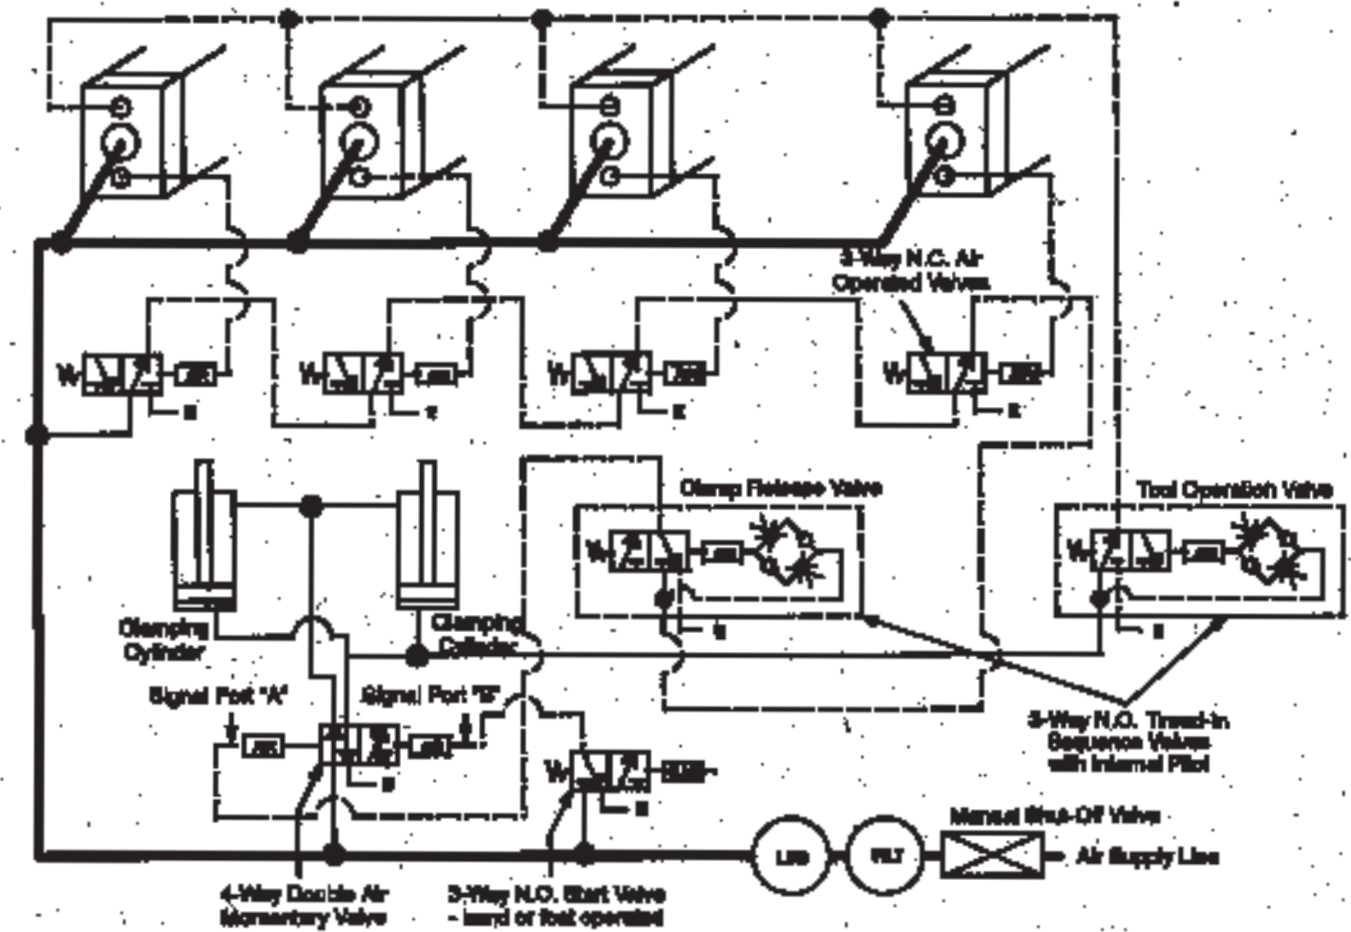 3-Way N.C. Air
Operated Valves
E
E
E
E
Clamp Release Valve
Tool Operation Valve
Clamping
Cylinder
Clamping
Cylinder
E
E
Signal Port "A"
Signal Port "B"
3-Way N.O. Thread-in
Sequence Valves
with Internal Pilot
E
E
Manual Shut-Off Valve
LUB
FILT
Air Supply Line
4-Way Double Air
Momentary Valve
3-Way N.O. Start Valve
- hand or foot operated